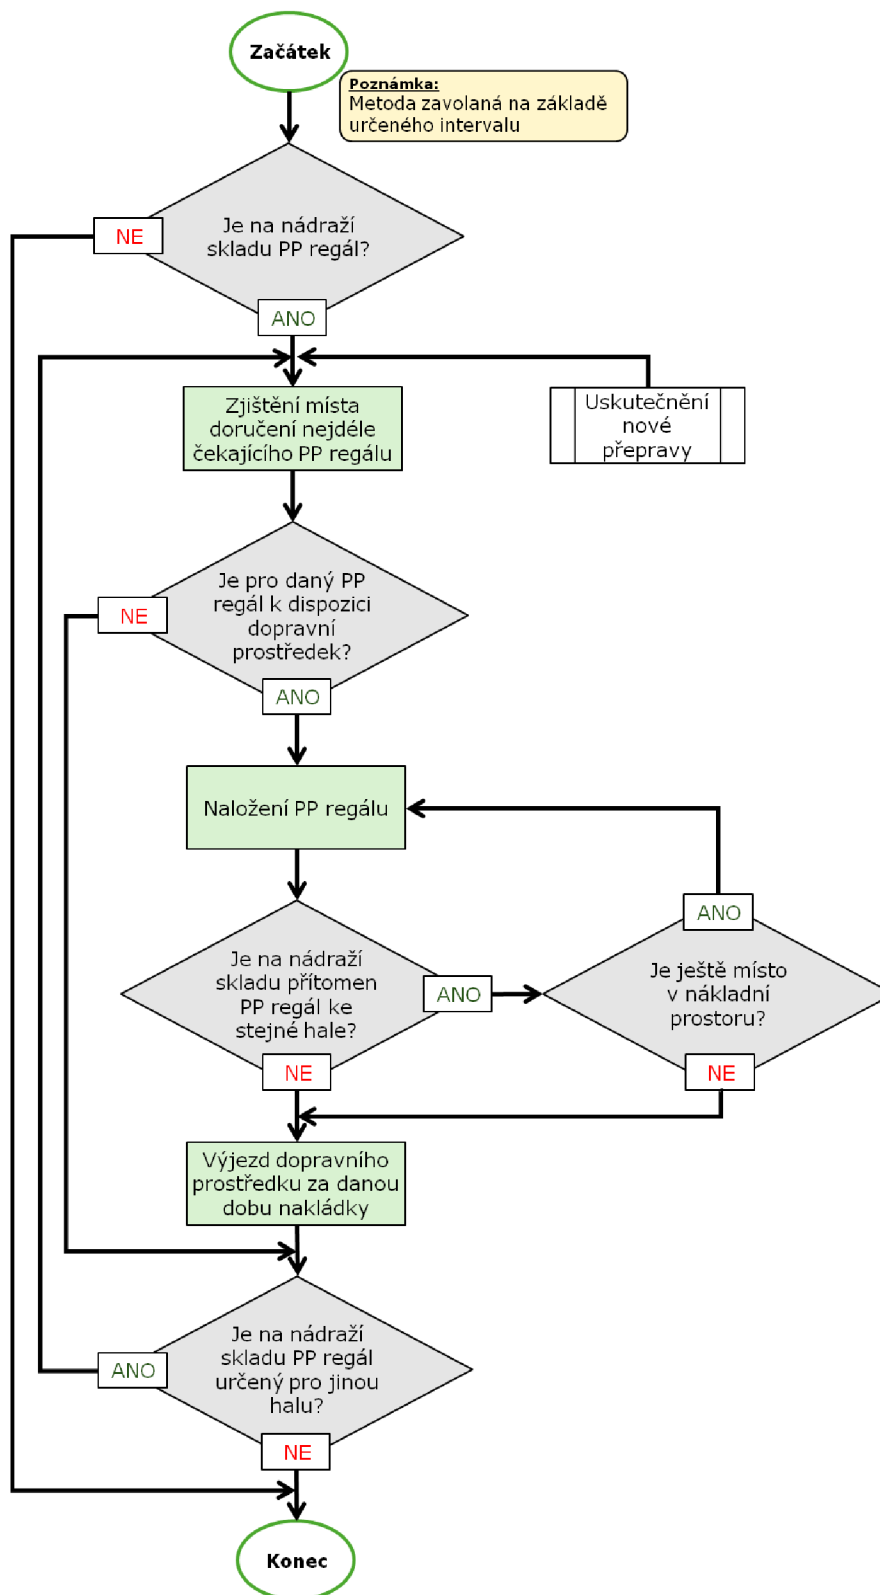 Začátek
Poznámka:
Metoda zavolaná na základě
určeného intervalu
Je na nádraží
skladu PP regál?
NE
ANO
Zjištění místa
doručení nejdéle
čekajícího PP regálu
Uskutečnění
nové
přepravy
Je pro daný PP
regál k dispozici
dopravní
prostředek?
NE
ANO
Naložení PP regálu
ANO
Je na nádraží
skladu přítomen
PP regál ke
stejné hale?
ANO
Je ještě místo
v nákladní
prostoru?
NE
NE
Výjezd dopravního
prostředku za danou
dobu nakládky
Je na nádraží
skladu PP regál
určený pro jinou
halu?
ANO
NE
Konec